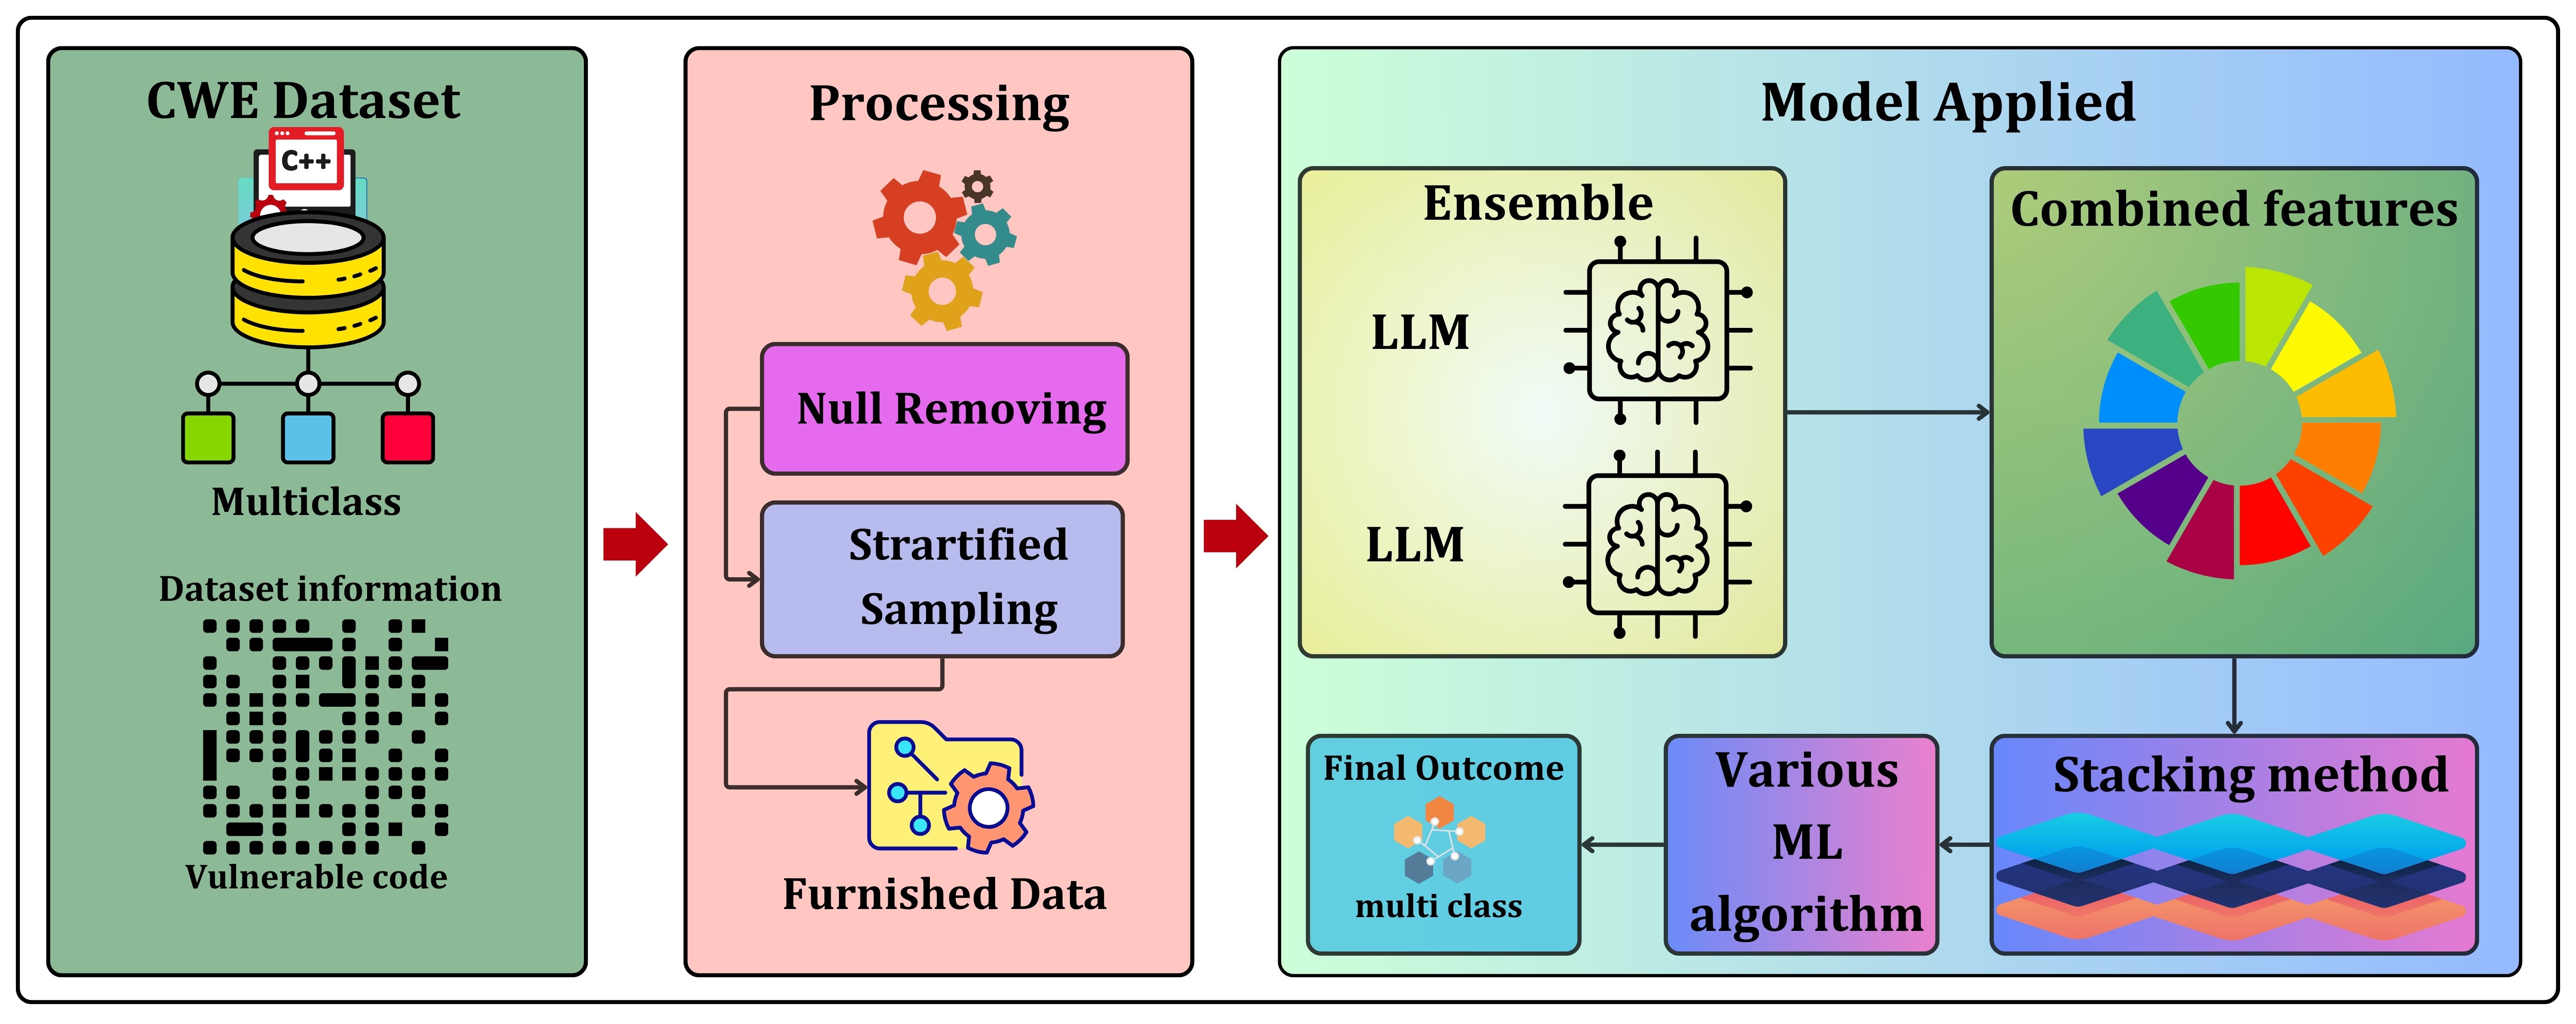 CWE Dataset
C++
Multiclass
Dataset information
Vulnerable code
Processing
Null Removing
Strartified
Sampling
Furnished Data
Model Applied
Ensemble
LLM
LLM
Combined features
Stacking method
Various
ML
algorithm
Final Outcome
multi class